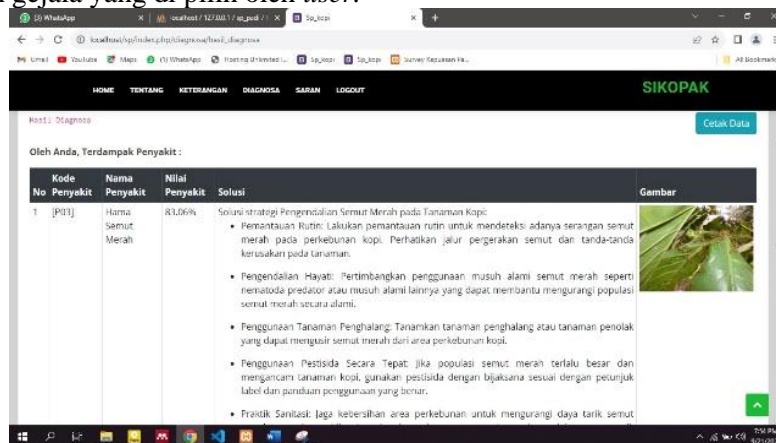 gejala yang di pilih oleh user.
(3) WhatsApp
localhost / 127.0.0.1 / sp_padi / t
Sp_kopi
localhost/sp/index.php/diagnosa/hasil_diagnosa
Gmail YouTube Maps (1) WhatsApp Hosting Unlimited I... Sp_kopi Sp_kopi Survey Kepuasan Pe... All Bookmark
HOME TENTANG KETERANGAN DIAGNOSA SARAN LOGOUT SIKOPAK
Hasil Diagnosa
Cetak Data
Oleh Anda, Terdampak Penyakit :
No Kode Penyakit Nama Penyakit Nilai Penyakit Solusi Gambar
1 [P03] Hama Semut Merah 83.06% Solusi strategi Pengendalian Semut Merah pada Tanaman Kopi:
• Pemantauan Rutin: Lakukan pemantauan rutin untuk mendeteksi adanya serangan semut
merah pada perkebunan kopi. Perhatikan jalur pergerakan semut dan tanda-tanda
kerusakan pada tanaman.
• Pengendalian Hayati: Pertimbangkan penggunaan musuh alami semut merah seperti
nematoda predator atau musuh alami lainnya yang dapat membantu mengurangi populasi
semut merah secara alami.
• Penggunaan Tanaman Penghalang: Tanamkan tanaman penghalang atau tanaman penolak
yang dapat mengusir semut merah dari area perkebunan kopi.
• Penggunaan Pestisida Secara Tepat: Jika populasi semut merah terlalu besar dan
mengancam tanaman kopi, gunakan pestisida dengan bijaksana sesuai dengan petunjuk
label dan panduan penggunaan yang benar.
• Praktik Sanitasi: Jaga kebersihan area perkebunan untuk mengurangi daya tarik semut